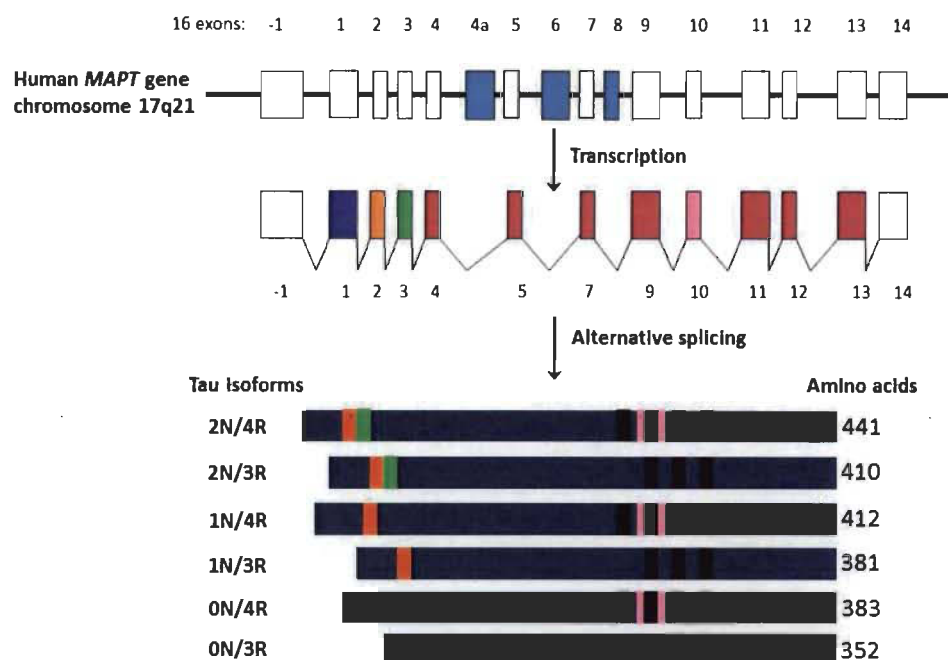 16 exons: -1 1 2 3 4 4a 5 6 7 8 9 10 11 12 13 14
Human MAPT gene
chromosome 17q21
Transcription
-1 1 2 3 4 5 7 9 10 11 12 13 14
Alternative splicing
Tau isoforms Amino acids
2N/4R 441
2N/3R 410
1N/4R 412
1N/3R 381
0N/4R 383
0N/3R 352